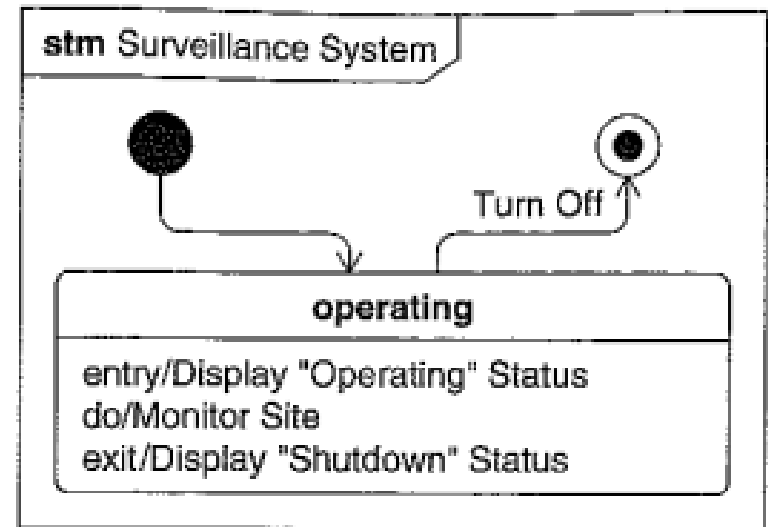 stm Surveillance System
Turn Off
operating
entry/Display "Operating" Status
do/Monitor Site
exit/Display "Shutdown" Status